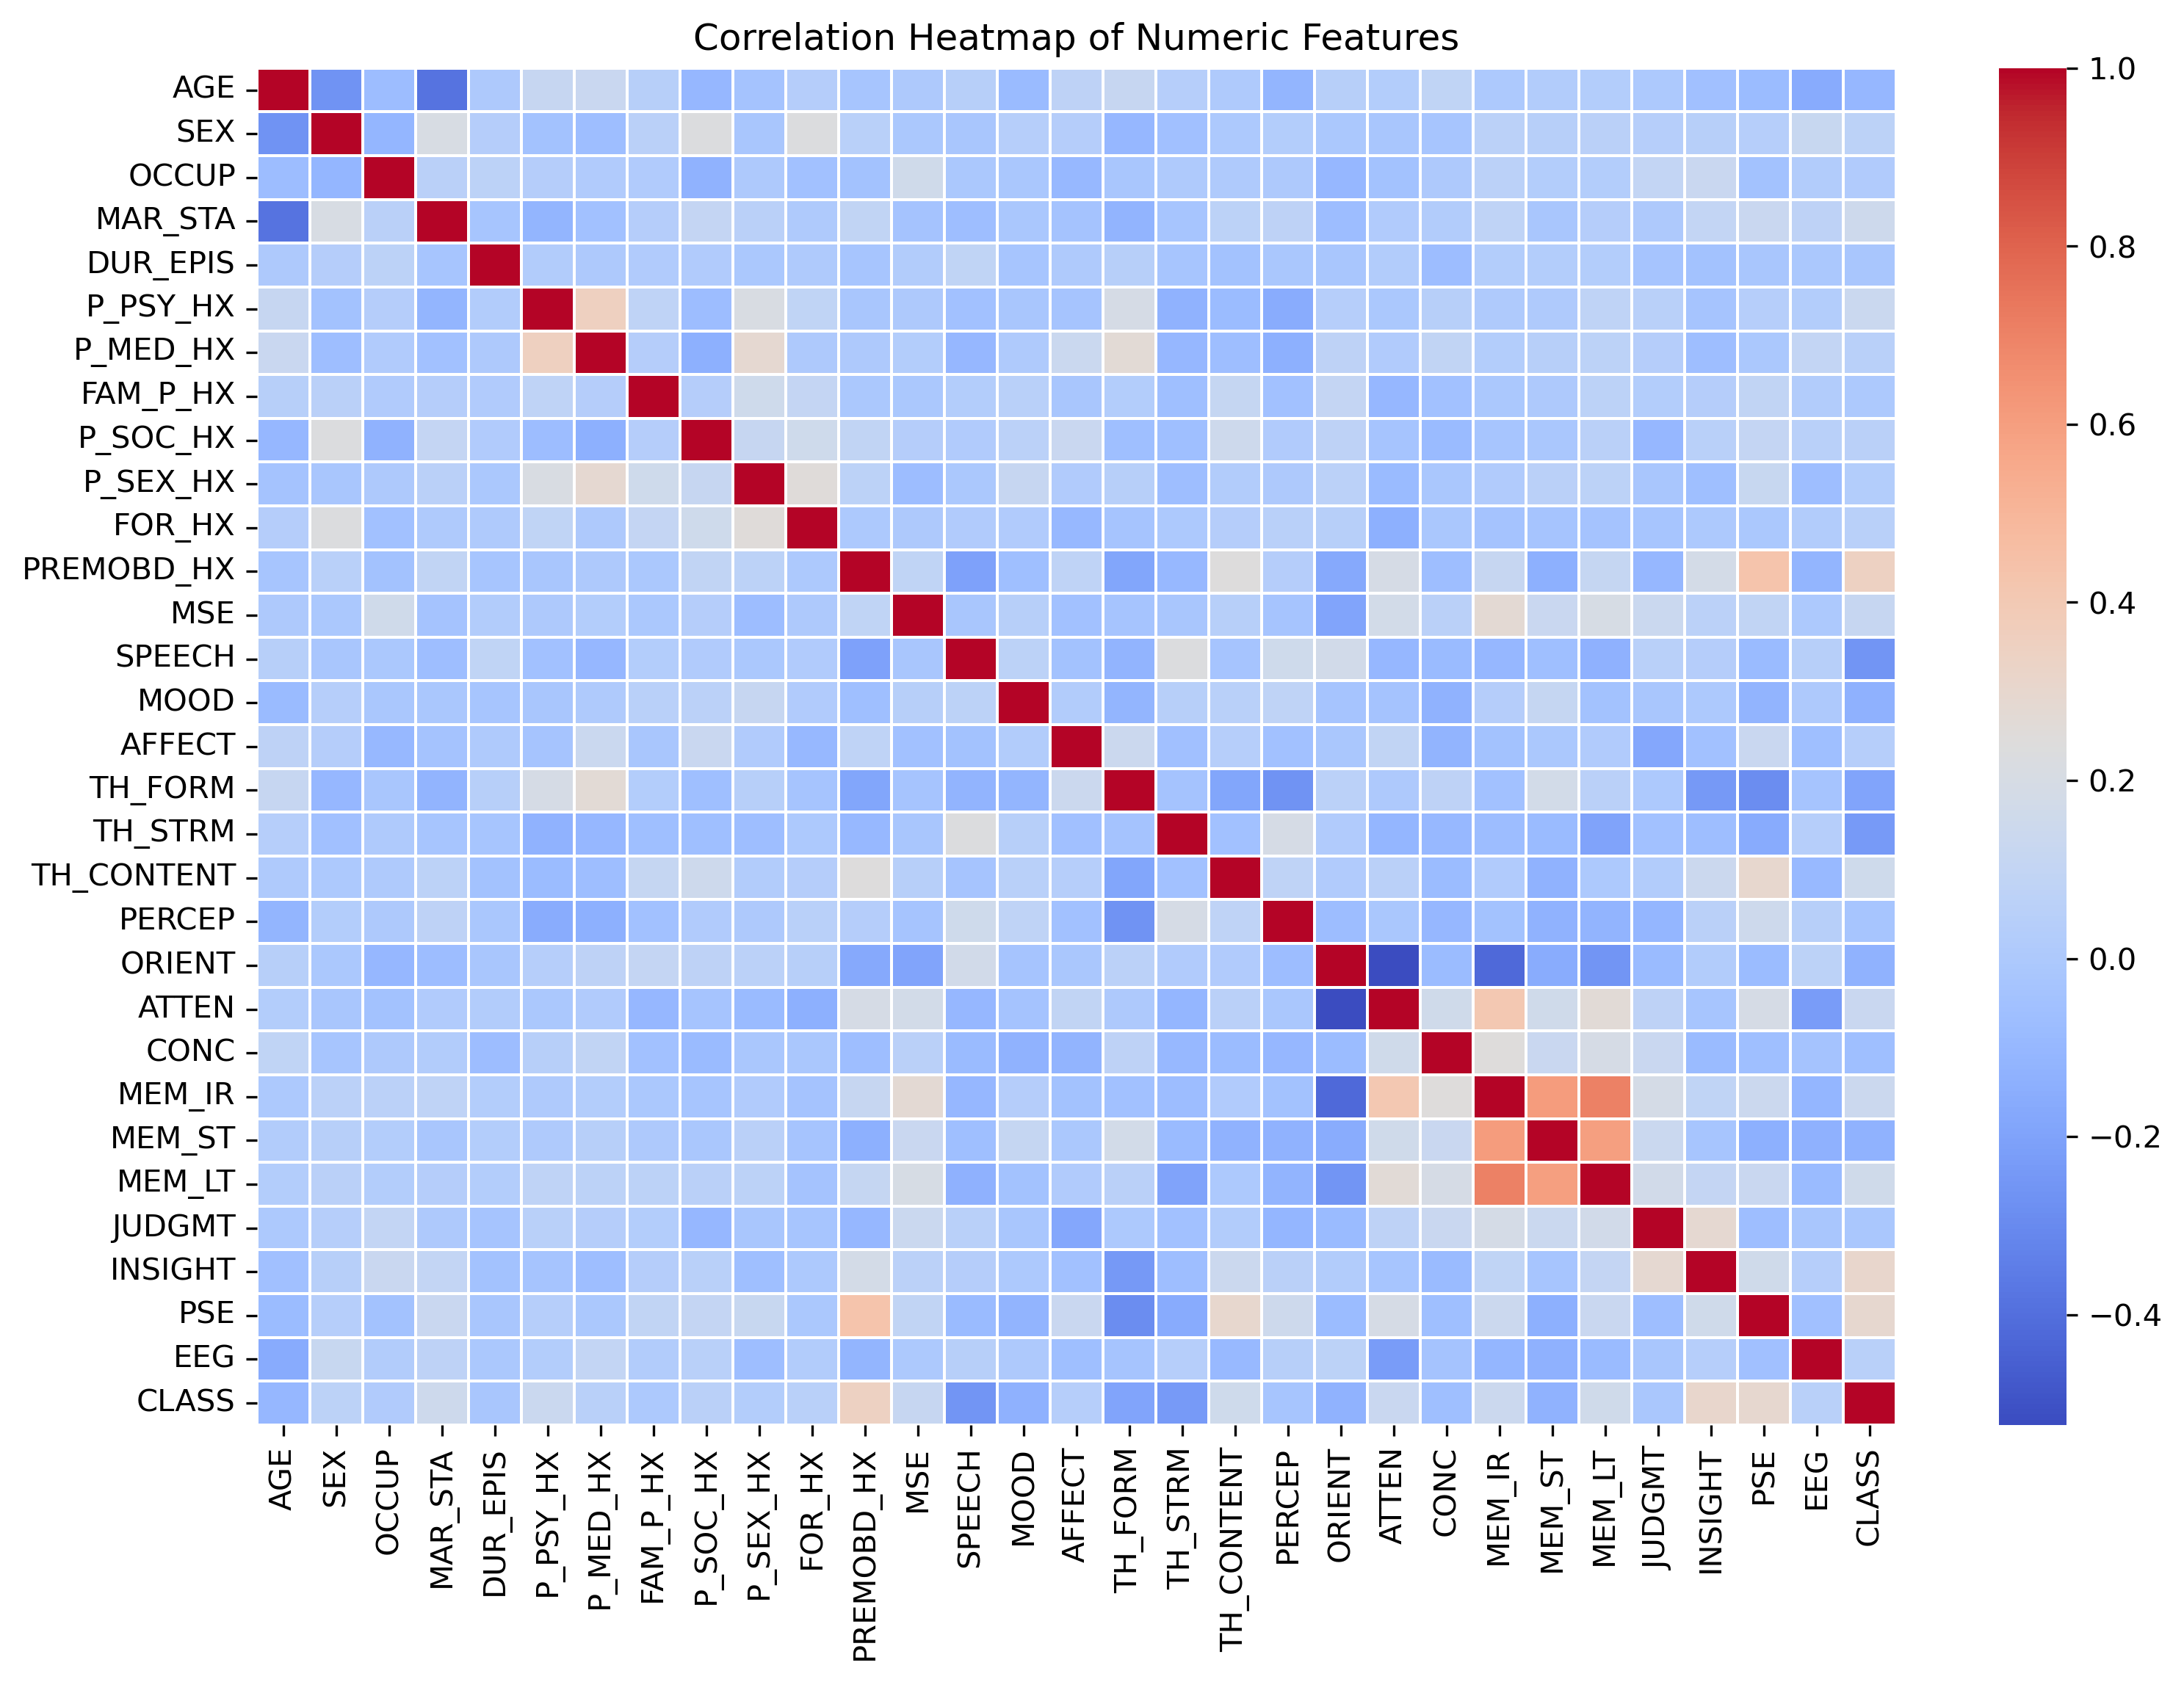 Correlation Heatmap of Numeric Features
AGE
SEX
OCCUP
MAR_STA
DUR_EPIS
P_PSY_HX
P_MED_HX
FAM_P_HX
P_SOC_HX
P_SEX_HX
FOR_HX
PREMOBD_HX
MSE
SPEECH
MOOD
AFFECT
TH_FORM
TH_STRM
TH_CONTENT
PERCEP
ORIENT
ATTEN
CONC
MEM_IR
MEM_ST
MEM_LT
JUDGMT
INSIGHT
PSE
EEG
CLASS
AGE
SEX
OCCUP
MAR_STA
DUR_EPIS
P_PSY_HX
P_MED_HX
FAM_P_HX
P_SOC_HX
P_SEX_HX
FOR_HX
PREMOBD_HX
MSE
SPEECH
MOOD
AFFECT
TH_FORM
TH_STRM
TH_CONTENT
PERCEP
ORIENT
ATTEN
CONC
MEM_IR
MEM_ST
MEM_LT
JUDGMT
INSIGHT
PSE
EEG
CLASS
1.0
0.8
0.6
0.4
0.2
0.0
−0.2
−0.4